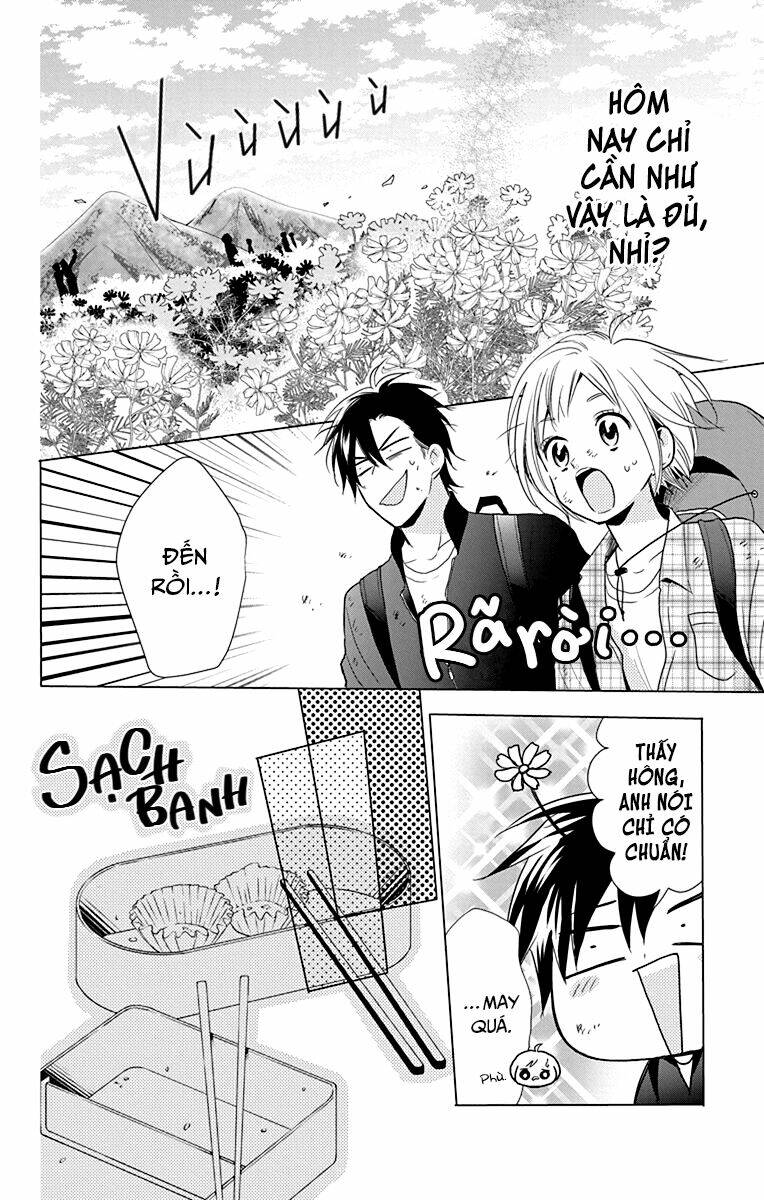 HÔM
NAY CHỈ
CẦN NHƯ
VẬY LÀ ĐỦ,
NHỈ?
Vùùùùù
ĐẾN
RỒI...!
Rã rời...
THẤY
HÔNG,
ANH NÓI
CHỈ CÓ
CHUẨN!
...MAY
QUÁ.
Phù.
SẠCH
BANH